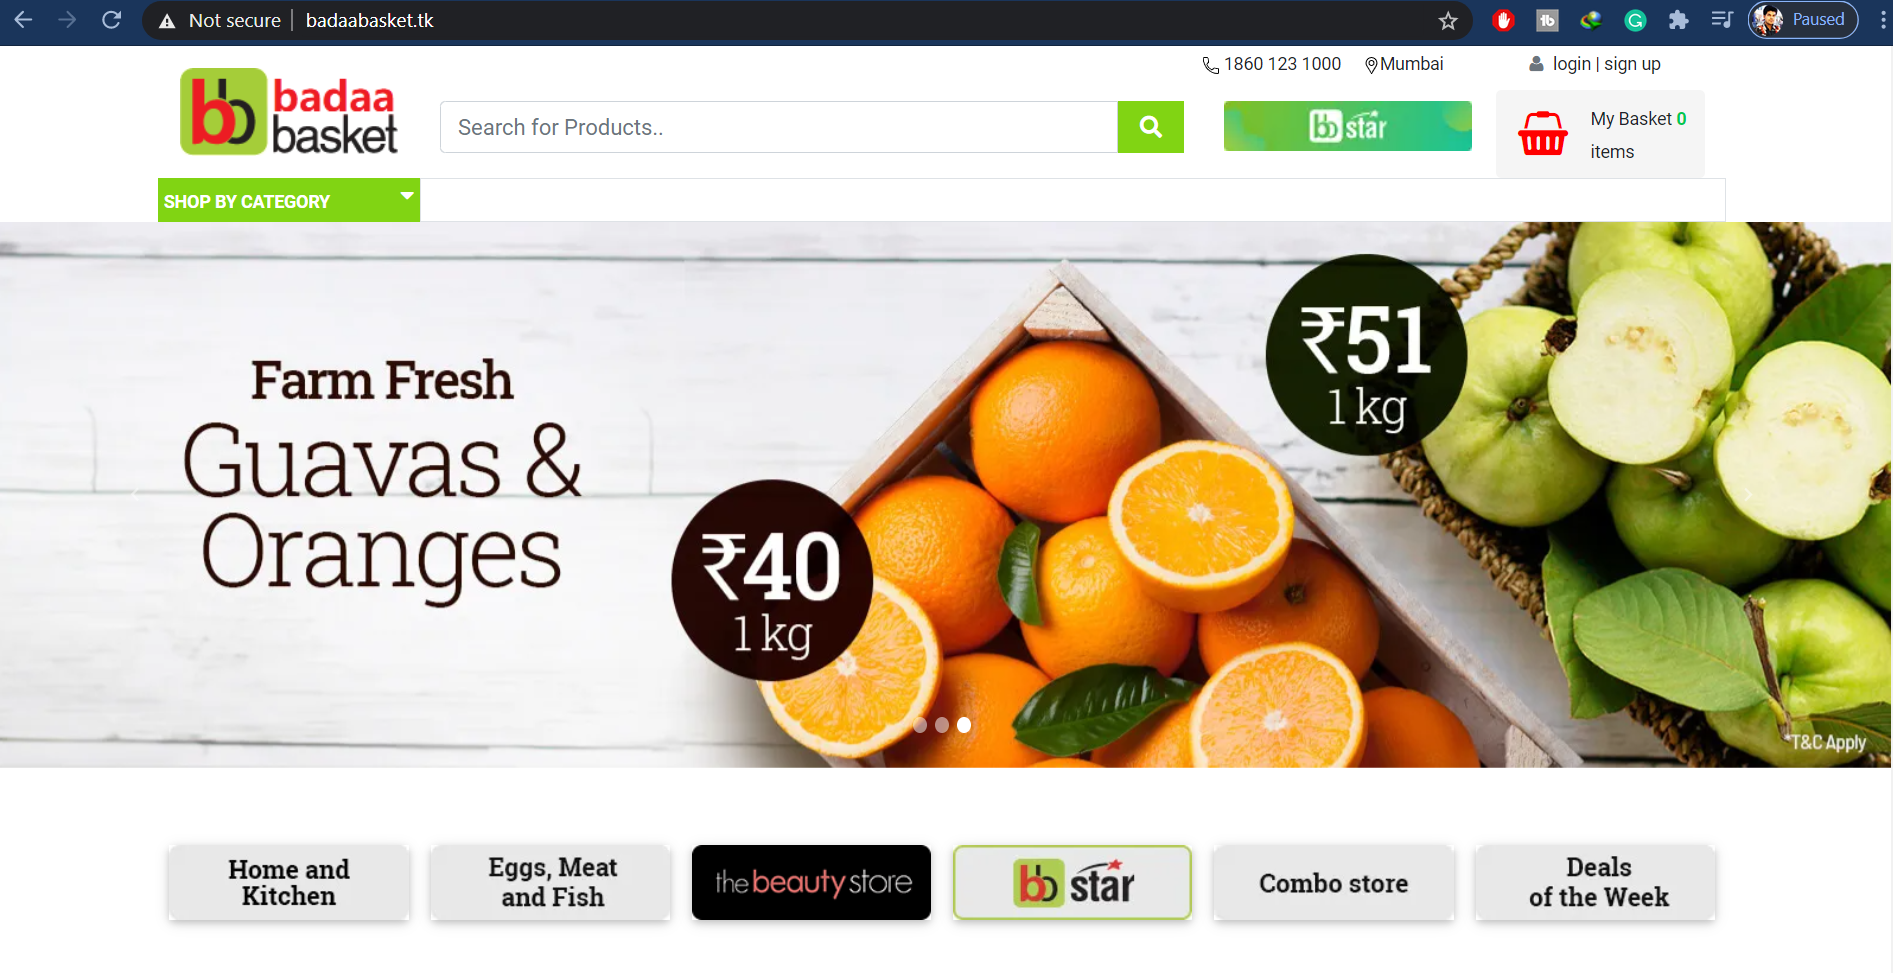 Not secure | badaabasket.tk
Paused
1860 123 1000
Mumbai
login | sign up
bb badaa
basket
Search for Products..
bb star
My Basket 0
items
SHOP BY CATEGORY
Farm Fresh
Guavas &
Oranges
₹51
1 kg
₹40
1 kg
*T&C Apply
Home and
Kitchen
Eggs, Meat
and Fish
the beauty store
bb star
Combo store
Deals
of the Week